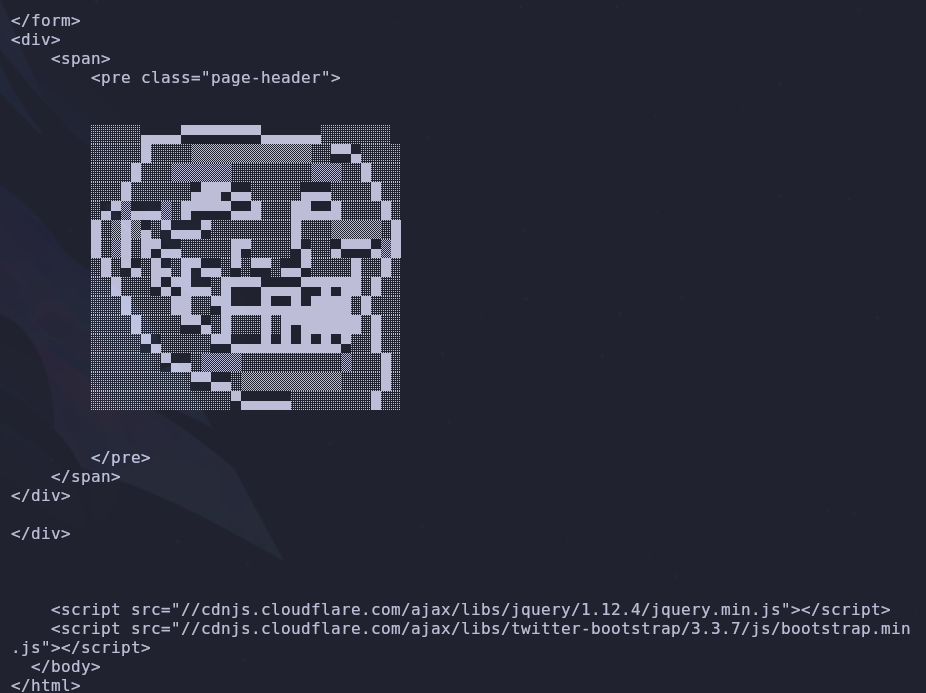 </form>
<div>
    <span>
        <pre class="page-header">
        </pre>
    </span>
</div>
</div>
    <script src="//cdnjs.cloudflare.com/ajax/libs/jquery/1.12.4/jquery.min.js"></script>
    <script src="//cdnjs.cloudflare.com/ajax/libs/twitter-bootstrap/3.3.7/js/bootstrap.min
.js"></script>
  </body>
</html>